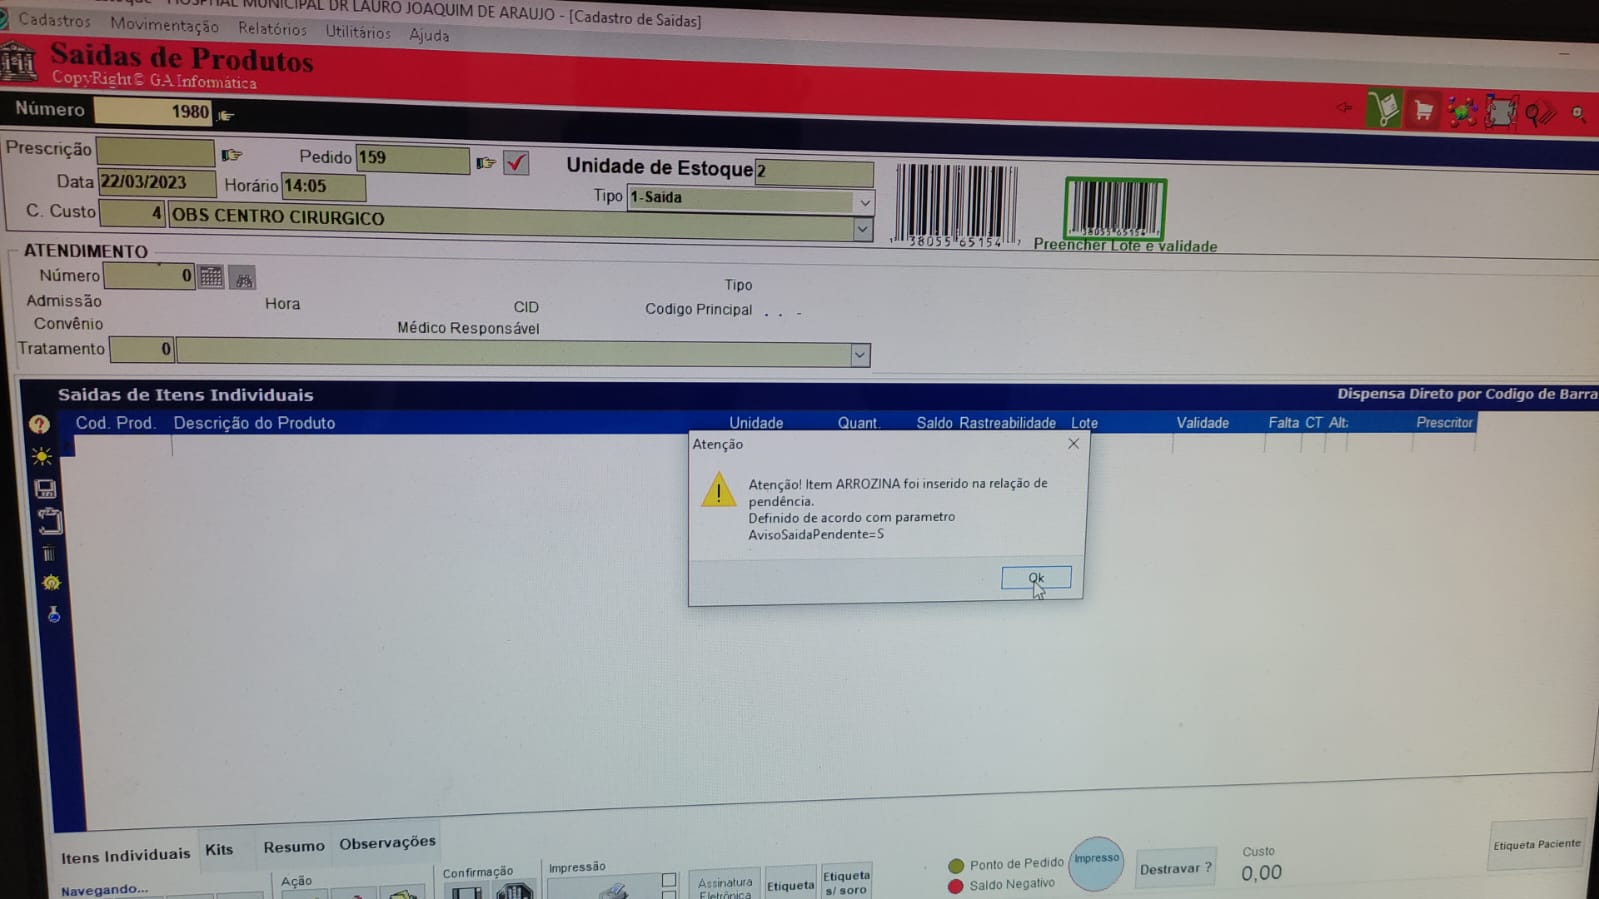 HOSPITAL MUNICIPAL DR LAURO JOAQUIM DE ARAUJO - [Cadastro de Saidas]
Cadastros Movimentação Relatórios Utilitários Ajuda
Saidas de Produtos
CopyRight© GA Informática
Número 1980
Prescrição Pedido 159 Unidade de Estoque 2
Data 22/03/2023 Horário 14:05 Tipo 1-Saida
C. Custo 4 OBS CENTRO CIRURGICO
1 38055 65154 7
38055 65154
Preencher Lote e validade
ATENDIMENTO
Número 0 Tipo
Admissão Hora CID Codigo Principal . . -
Convênio Médico Responsável
Tratamento 0
Saidas de Itens Individuais Dispensa Direto por Codigo de Barra
Cod. Prod. Descrição do Produto Unidade Quant. Saldo Rastreabilidade Lote Validade Falta CT Alt: Prescritor
Atenção
Atenção! Item ARROZINA foi inserido na relação de
pendência.
Definido de acordo com parametro
AvisoSaidaPendente=S
Ok
Itens Individuais Kits Resumo Observações
Navegando... Ação Confirmação Impressão
Assinatura
Eletrônica
Etiqueta
Etiqueta
s/ soro
Ponto de Pedido
Saldo Negativo
Impresso
Destravar ?
Custo
0,00
Etiqueta Paciente